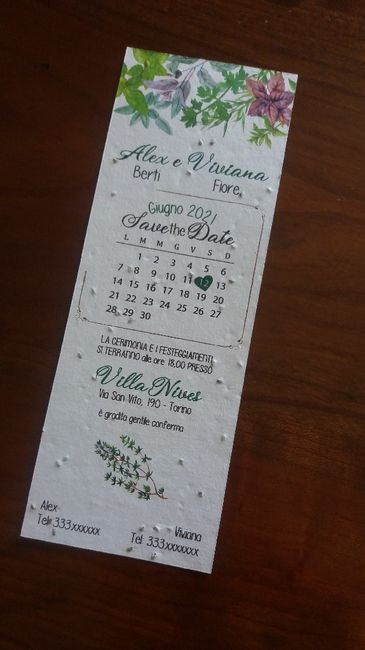 Alex e Viviana
Berti Fiore
Giugno 2021
Save the Date
L M M G V S D
1 2 3 4 5 6
7 8 9 10 11 12 13
14 15 16 17 18 19 20
21 22 23 24 25 26 27
28 29 30
LA CERIMONIA E I FESTEGGIAMENTI
SI TERRANNO alle ore 18,00 PRESSO
Villa Nives
Via San Vito, 190 - Torino
è gradita gentile conferma
Alex
Tel: 333xxxxxx
Viviana
Tel: 333xxxxxxx